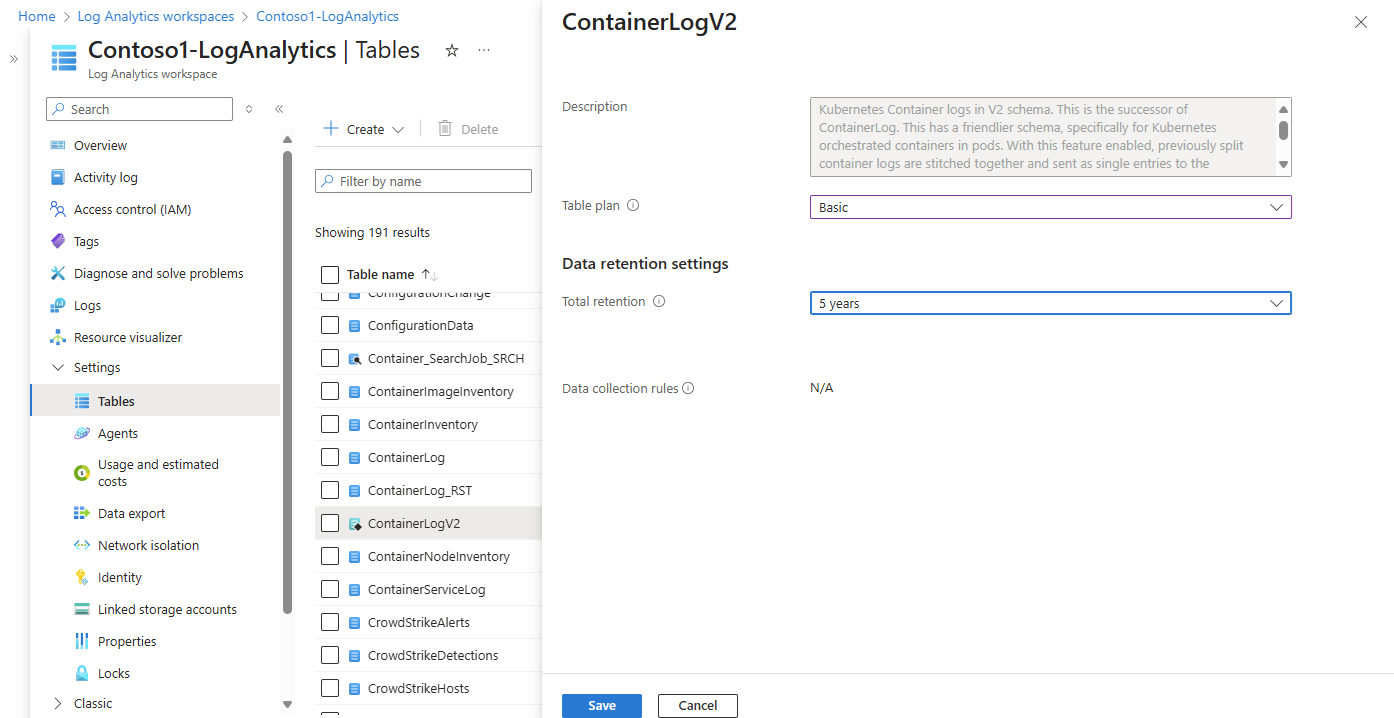 Home > Log Analytics workspaces > Contoso1-LogAnalytics
Contoso1-LogAnalytics | Tables
Log Analytics workspace
Search
Overview
Activity log
Access control (IAM)
Tags
Diagnose and solve problems
Logs
Resource visualizer
Settings
Tables
Agents
Usage and estimated
costs
Data export
Network isolation
Identity
Linked storage accounts
Properties
Locks
Classic
Create
Delete
Filter by name
Showing 191 results
Table name
ConfigurationChange
ConfigurationData
Container_SearchJob_SRCH
ContainerImageInventory
ContainerInventory
ContainerLog
ContainerLog_RST
ContainerLogV2
ContainerNodeInventory
ContainerServiceLog
CrowdStrikeAlerts
CrowdStrikeDetections
CrowdStrikeHosts
ContainerLogV2
Description
Kubernetes Container logs in V2 schema. This is the successor of
ContainerLog. This has a friendlier schema, specifically for Kubernetes
orchestrated containers in pods. With this feature enabled, previously split
container logs are stitched together and sent as single entries to the
Table plan
Basic
Data retention settings
Total retention
5 years
Data collection rules
N/A
Save
Cancel